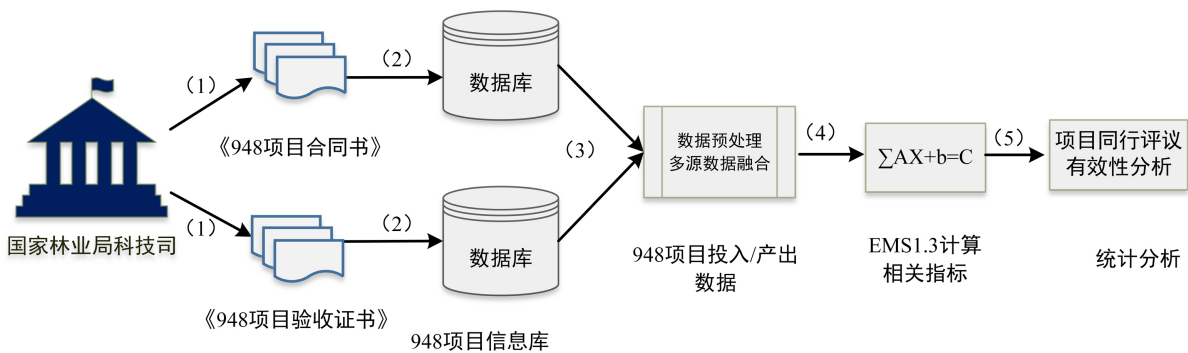 国家林业局科技司
（1）
（1）
《948项目合同书》
《948项目验收证书》
（2）
（2）
数据库
数据库
948项目信息库
（3）
数据预处理
多源数据融合
948项目投入/产出
数据
（4）
∑AX+b=C
EMS1.3计算
相关指标
（5）
项目同行评议
有效性分析
统计分析